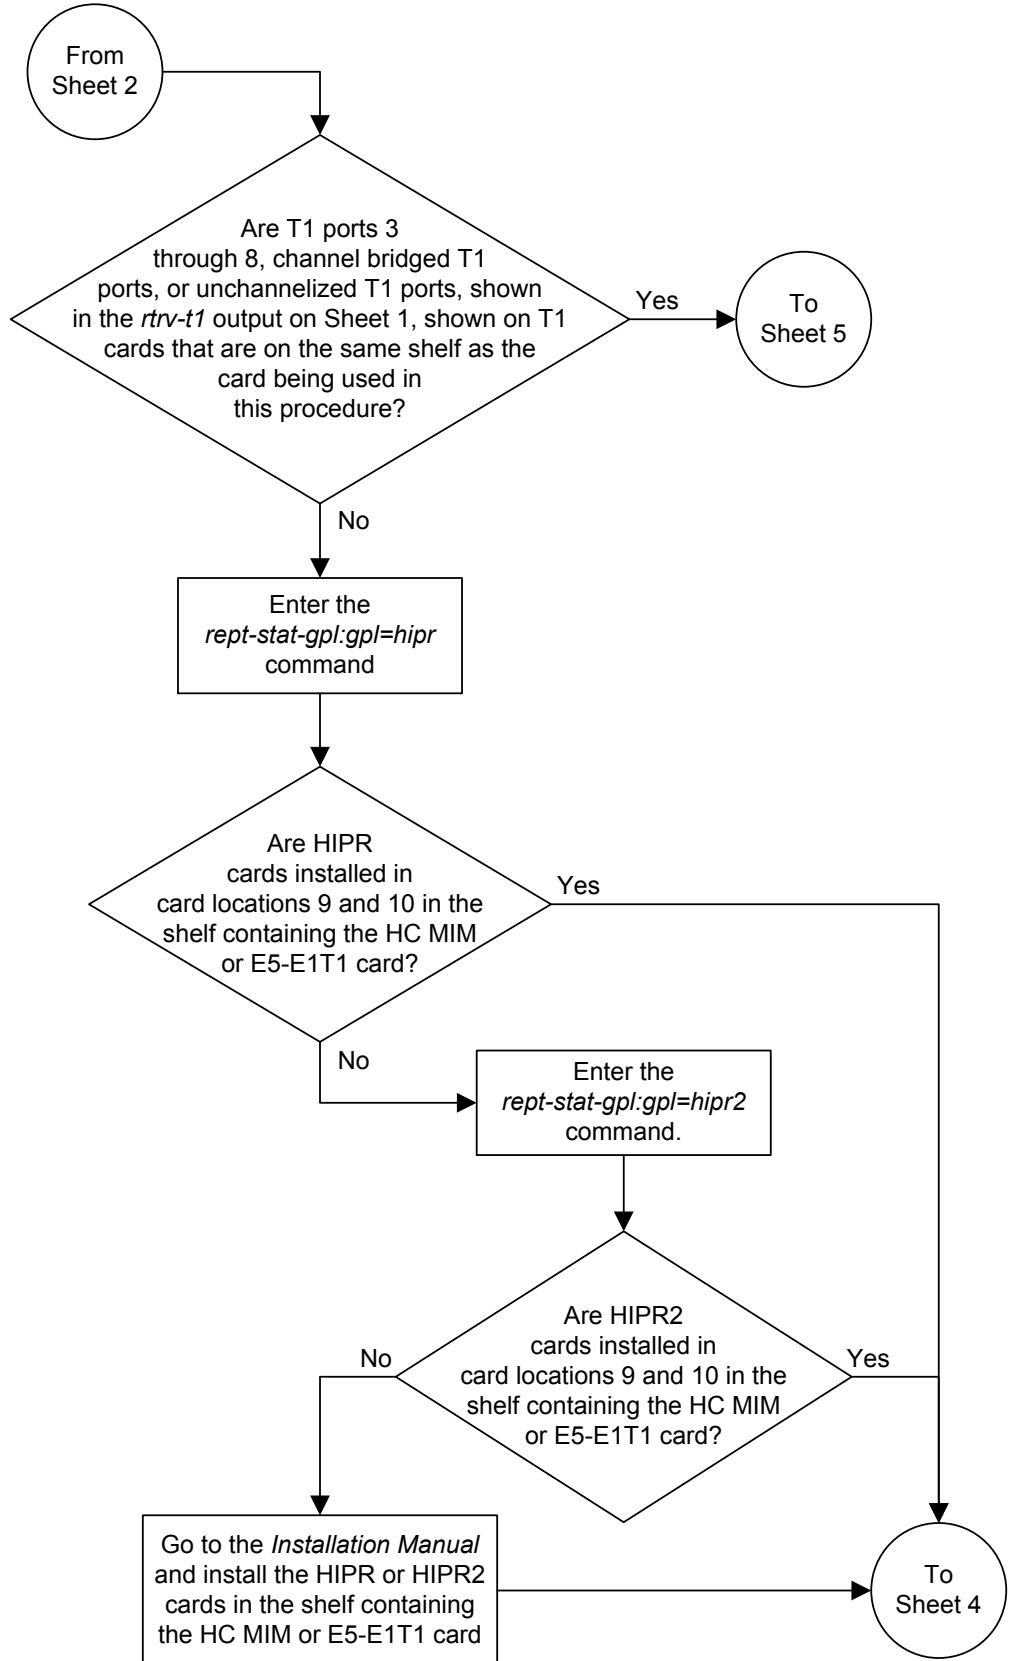 From
Sheet 2
Are T1 ports 3
through 8, channel bridged T1
ports, or unchannelized T1 ports, shown
in the rtrv-t1 output on Sheet 1, shown on T1
cards that are on the same shelf as the
card being used in
this procedure?
Yes
To
Sheet 5
No
Enter the
rept-stat-gpl:gpl=hipr
command
Are HIPR
cards installed in
card locations 9 and 10 in the
shelf containing the HC MIM
or E5-E1T1 card?
Yes
No
Enter the
rept-stat-gpl:gpl=hipr2
command.
Are HIPR2
cards installed in
card locations 9 and 10 in the
shelf containing the HC MIM
or E5-E1T1 card?
No
Yes
Go to the Installation Manual
and install the HIPR or HIPR2
cards in the shelf containing
the HC MIM or E5-E1T1 card
To
Sheet 4